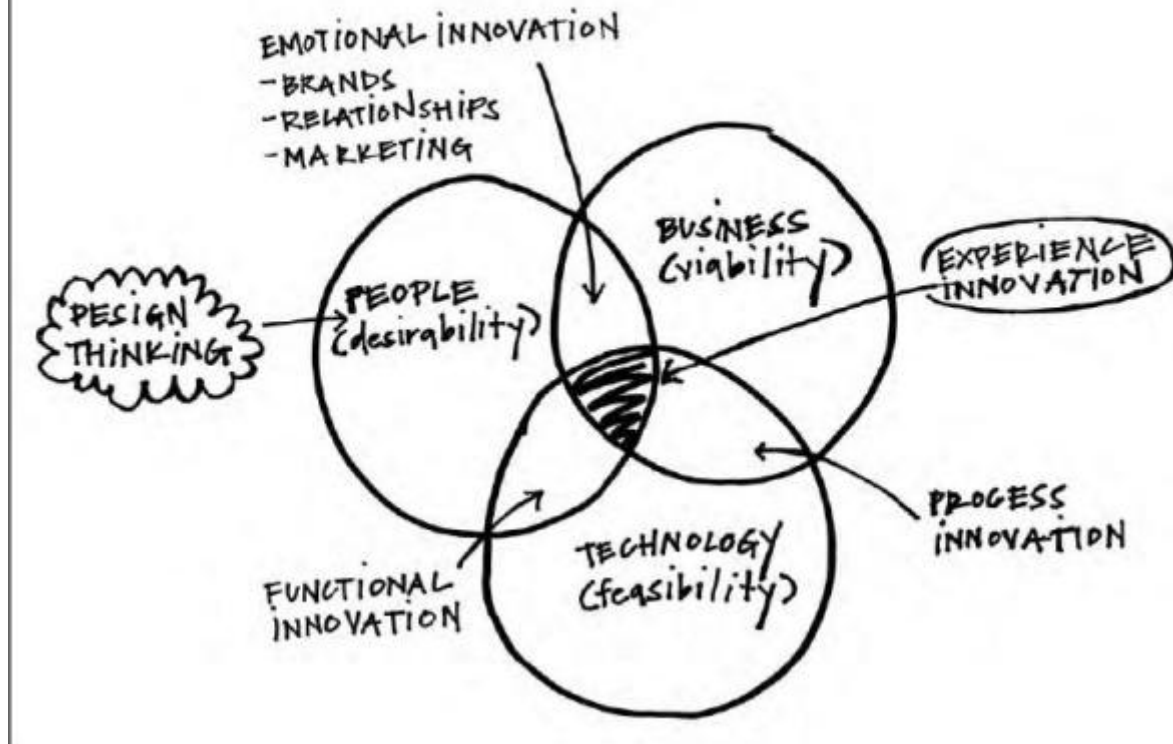 EMOTIONAL INNOVATION
-BRANDS
-RELATIONSHIPS
-MARKETING
BUSINESS
(viability)
EXPERIENCE
INNOVATION
PEOPLE
(desirability)
DESIGN
THINKING
PROCESS
INNOVATION
TECHNOLOGY
(feasibility)
FUNCTIONAL
INNOVATION